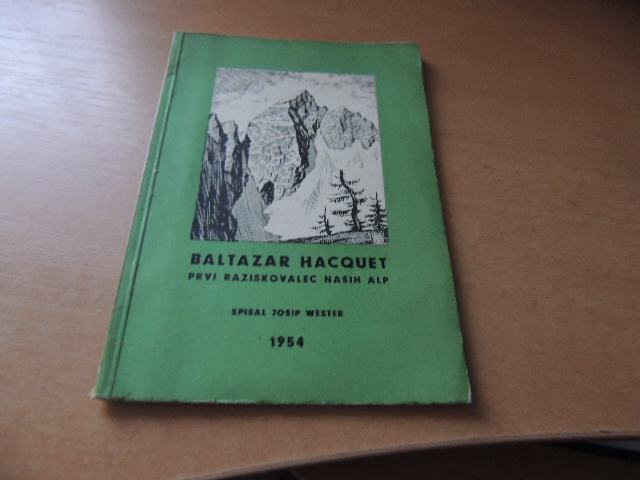 BALTAZAR HACQUET
PRVI RAZISKOVALEC NAŠIH ALP
SPISAL JOSIP WESTER
1954